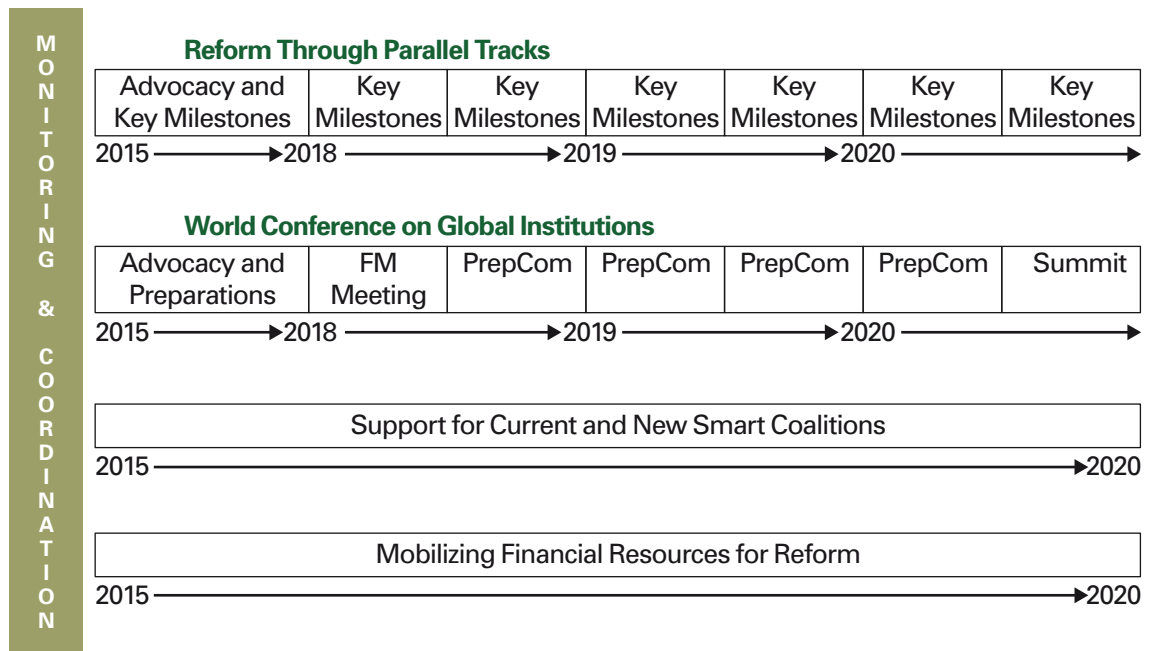 MONITORING & COORDINATION
Reform Through Parallel Tracks
Advocacy and Key Key Key Key Key Key
Key Milestones Milestones Milestones Milestones Milestones Milestones Milestones
2015 2018 2019 2020
World Conference on Global Institutions
Advocacy and FM PrepCom PrepCom PrepCom PrepCom Summit
Preparations Meeting
2015 2018 2019 2020
Support for Current and New Smart Coalitions
2015 2020
Mobilizing Financial Resources for Reform
2015 2020